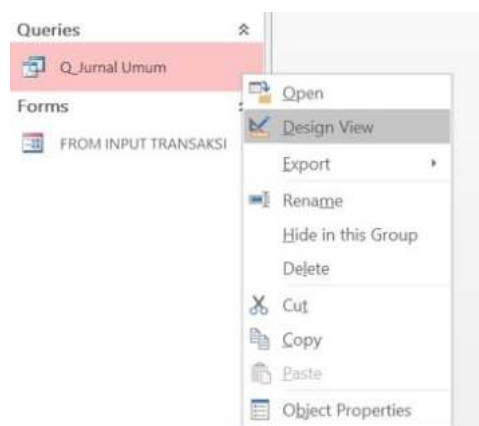 Queries
Q_Jurnal Umum
Forms
FROM INPUT TRANSAKSI
Open
Design View
Export
Rename
Hide in this Group
Delete
Cut
Copy
Paste
Object Properties